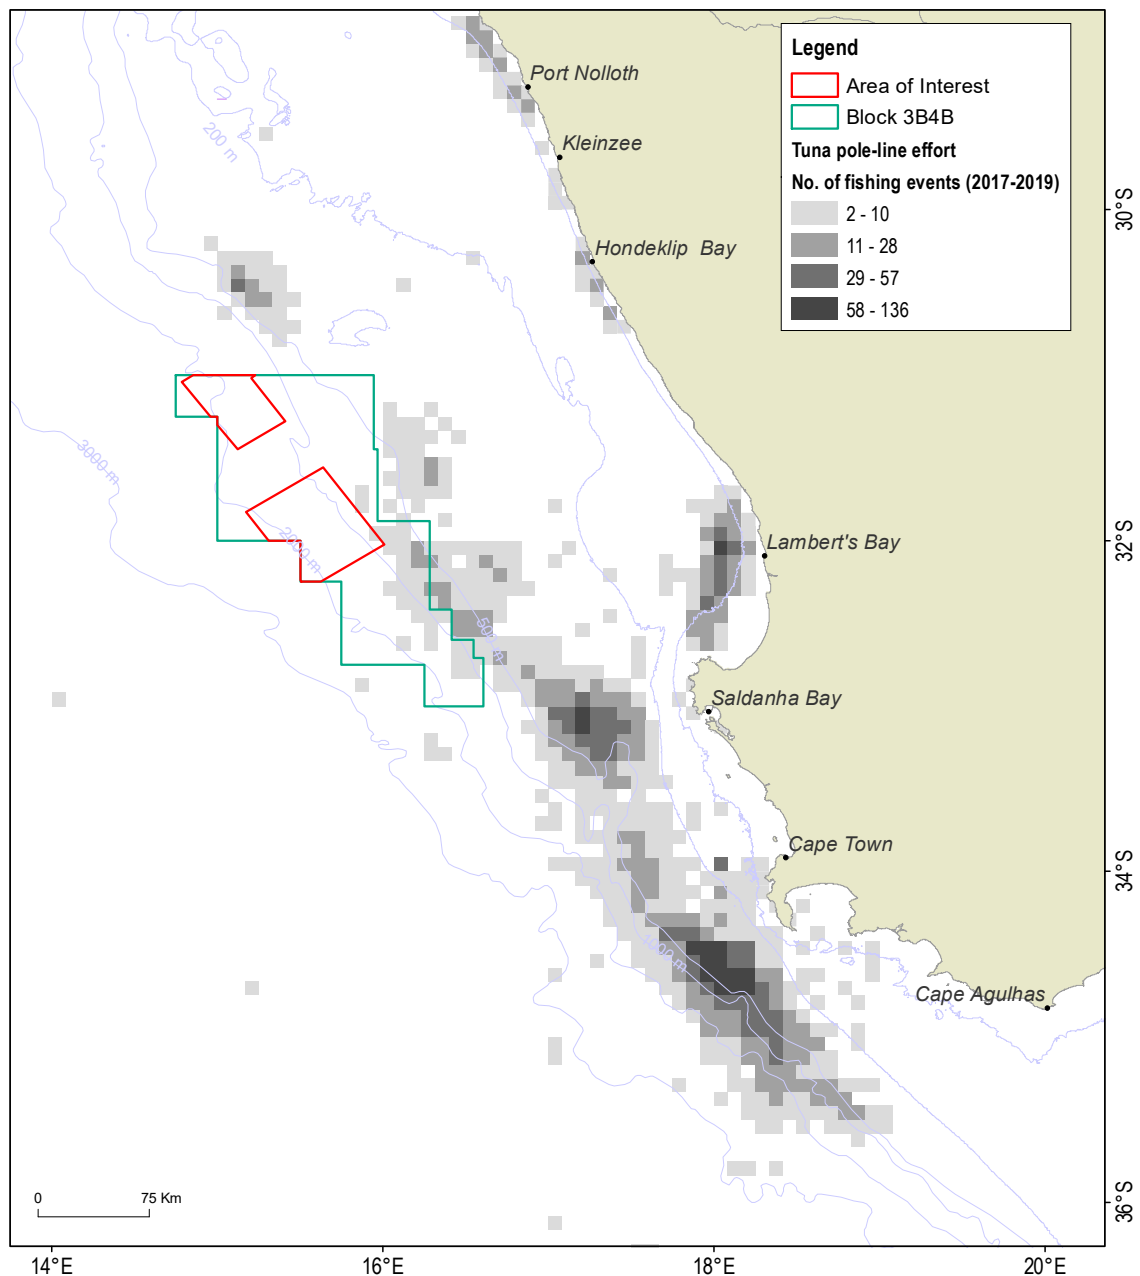 Legend
Area of Interest
Block 3B4B
Tuna pole-line effort
No. of fishing events (2017-2019)
2 - 10
11 - 28
29 - 57
58 - 136
Port Nolloth
Kleinzee
200 m
30°S
Hondeklip Bay
3000 m
2000 m
32°S
Lambert's Bay
500 m
Saldanha Bay
Cape Town
34°S
1000 m
Cape Agulhas
36°S
0 75 Km
14°E 16°E 18°E 20°E